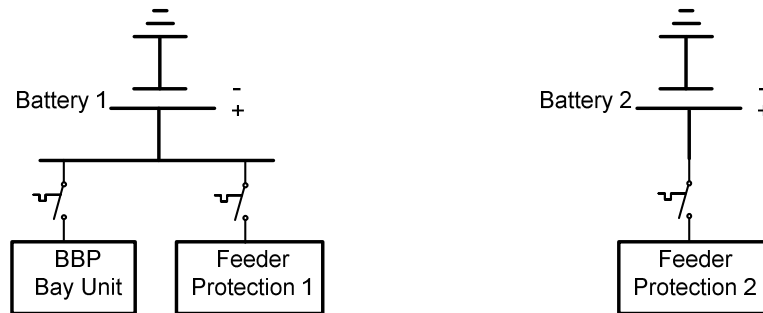 Battery 1
-
+
Battery 2
-
+
BBP
Bay Unit
Feeder
Protection 1
Feeder
Protection 2